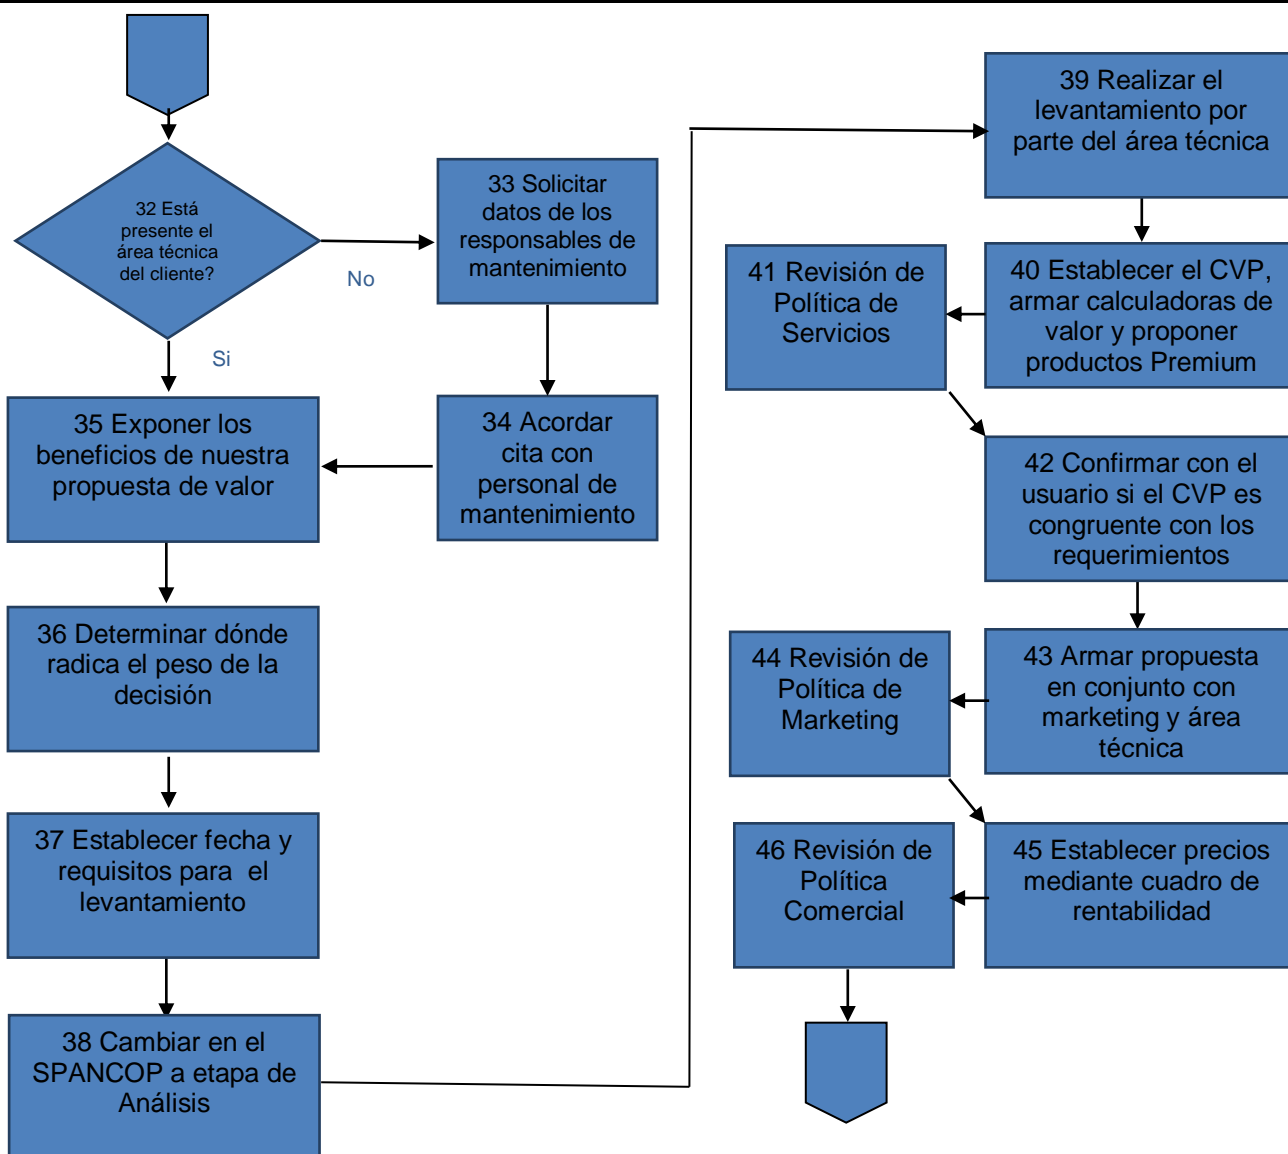 32 Está
presente el
área técnica
del cliente?
No
Si
33 Solicitar
datos de los
responsables de
mantenimiento
34 Acordar
cita con
personal de
mantenimiento
35 Exponer los
beneficios de nuestra
propuesta de valor
36 Determinar dónde
radica el peso de la
decisión
37 Establecer fecha y
requisitos para  el
levantamiento
38 Cambiar en el
SPANCOP a etapa de
Análisis
39 Realizar el
levantamiento por
parte del área técnica
40 Establecer el CVP,
armar calculadoras de
valor y proponer
productos Premium
41 Revisión de
Política de
Servicios
42 Confirmar con el
usuario si el CVP es
congruente con los
requerimientos
43 Armar propuesta
en conjunto con
marketing y área
técnica
44 Revisión de
Política de
Marketing
45 Establecer precios
mediante cuadro de
rentabilidad
46 Revisión de
Política
Comercial